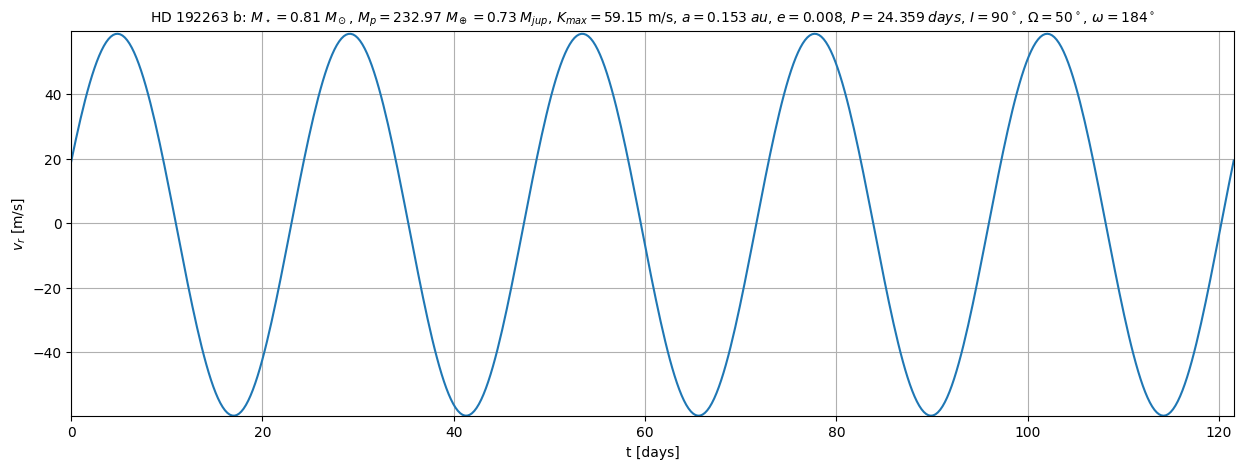 HD 192263 b: M⋆ = 0.81 M⊙, Mp = 232.97 M⊕ = 0.73 Mjup, Kmax = 59.15 m/s, a = 0.153 au, e = 0.008, P = 24.359 days, I = 90°, Ω = 50°, ω = 184°
40
20
0
−20
−40
vr [m/s]
0 20 40 60 80 100 120
t [days]